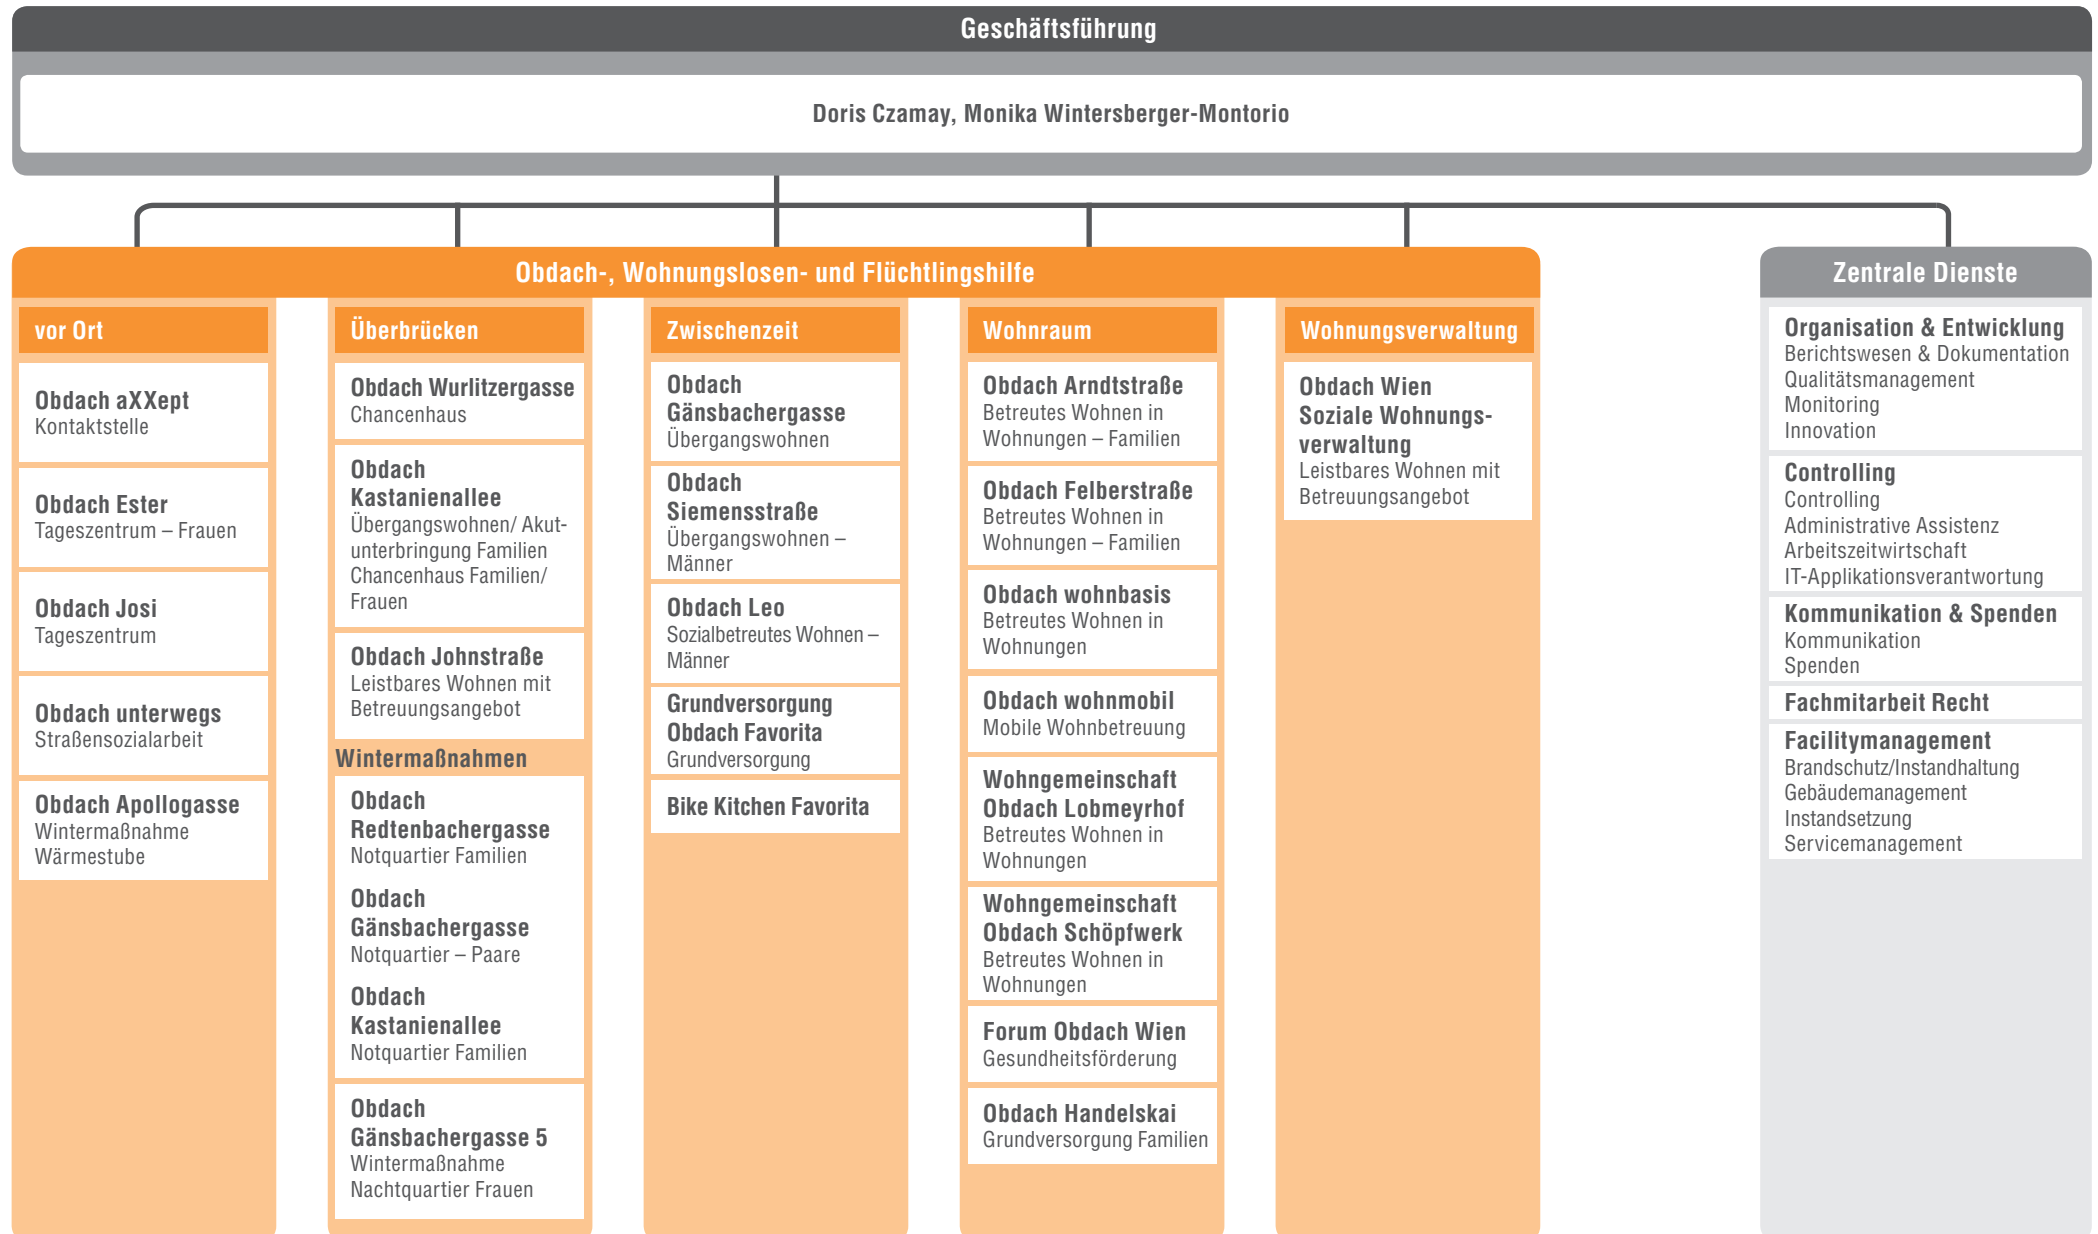 Geschäftsführung
Doris Czamay, Monika Wintersberger-Montorio
Obdach-, Wohnungslosen- und Flüchtlingshilfe
vor Ort
Obdach aXXept
Kontaktstelle
Obdach Ester
Tageszentrum – Frauen
Obdach Josi
Tageszentrum
Obdach unterwegs
Straßensozialarbeit
Obdach Apollogasse
Wintermaßnahme
Wärmestube
Überbrücken
Obdach Wurlitzergasse
Chancenhaus
Obdach
Kastanienallee
Übergangswohnen/ Akut-
unterbringung Familien
Chancenhaus Familien/
Frauen
Obdach Johnstraße
Leistbares Wohnen mit
Betreuungsangebot
Wintermaßnahmen
Obdach
Redtenbachergasse
Notquartier Familien
Obdach
Gänsbachergasse
Notquartier – Paare
Obdach
Kastanienallee
Notquartier Familien
Obdach
Gänsbachergasse 5
Wintermaßnahme
Nachtquartier Frauen
Zwischenzeit
Obdach
Gänsbachergasse
Übergangswohnen
Obdach
Siemensstraße
Übergangswohnen –
Männer
Obdach Leo
Sozialbetreutes Wohnen –
Männer
Grundversorgung
Obdach Favorita
Grundversorgung
Bike Kitchen Favorita
Wohnraum
Obdach Arndtstraße
Betreutes Wohnen in
Wohnungen – Familien
Obdach Felberstraße
Betreutes Wohnen in
Wohnungen – Familien
Obdach wohnbasis
Betreutes Wohnen in
Wohnungen
Obdach wohnmobil
Mobile Wohnbetreuung
Wohngemeinschaft
Obdach Lobmeyrhof
Betreutes Wohnen in
Wohnungen
Wohngemeinschaft
Obdach Schöpfwerk
Betreutes Wohnen in
Wohnungen
Forum Obdach Wien
Gesundheitsförderung
Obdach Handelskai
Grundversorgung Familien
Wohnungsverwaltung
Obdach Wien
Soziale Wohnungs-
verwaltung
Leistbares Wohnen mit
Betreuungsangebot
Zentrale Dienste
Organisation & Entwicklung
Berichtswesen & Dokumentation
Qualitätsmanagement
Monitoring
Innovation
Controlling
Controlling
Administrative Assistenz
Arbeitszeitwirtschaft
IT-Applikationsverantwortung
Kommunikation & Spenden
Kommunikation
Spenden
Fachmitarbeit Recht
Facilitymanagement
Brandschutz/Instandhaltung
Gebäudemanagement
Instandsetzung
Servicemanagement